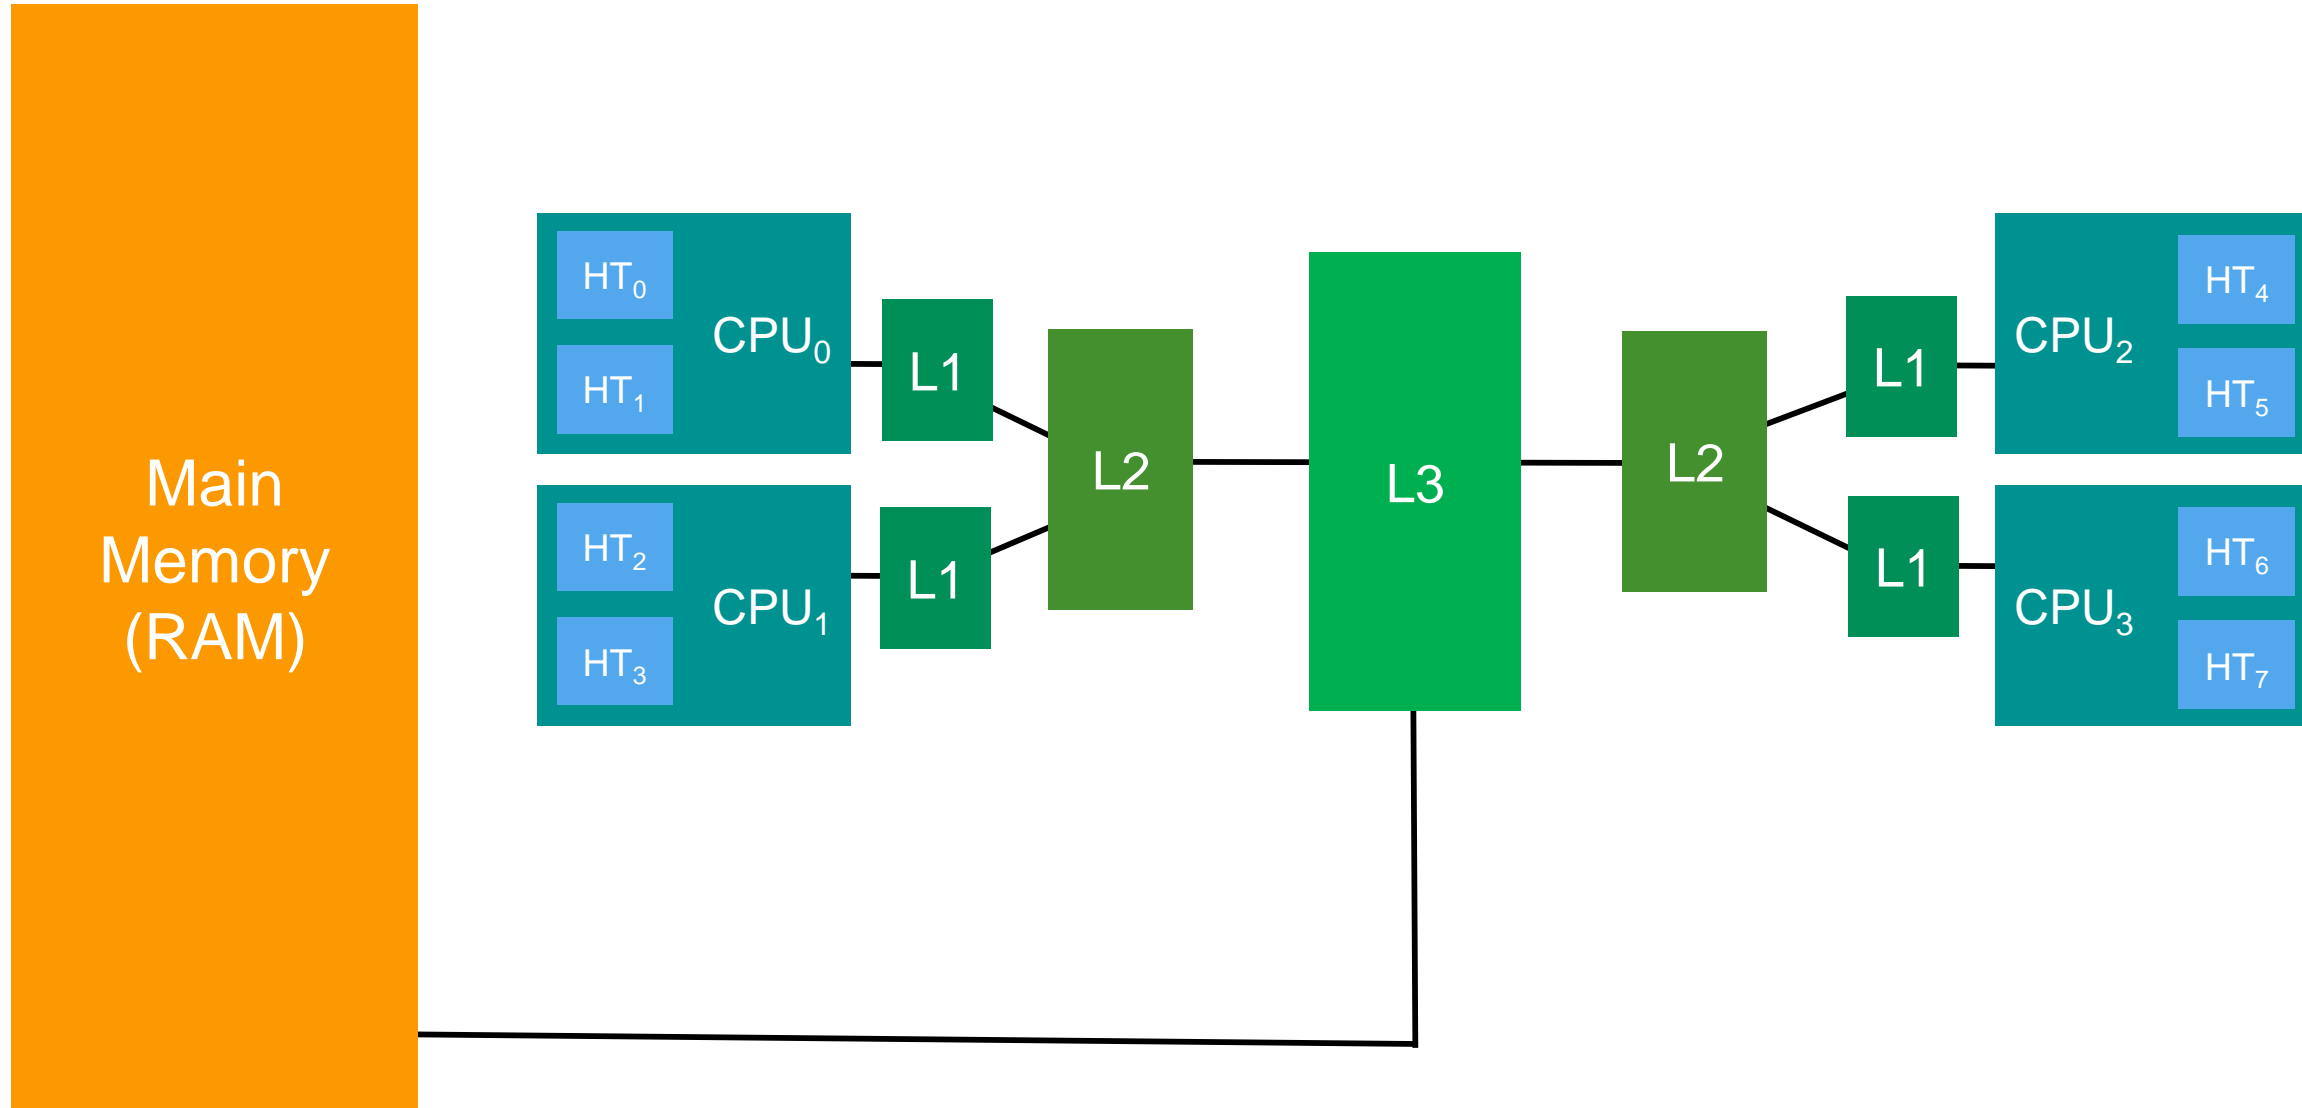 Main
Memory
(RAM)
HT0
HT1
CPU0
L1
HT2
HT3
CPU1
L1
L2
L3
L2
L1
CPU2
HT4
HT5
L1
CPU3
HT6
HT7